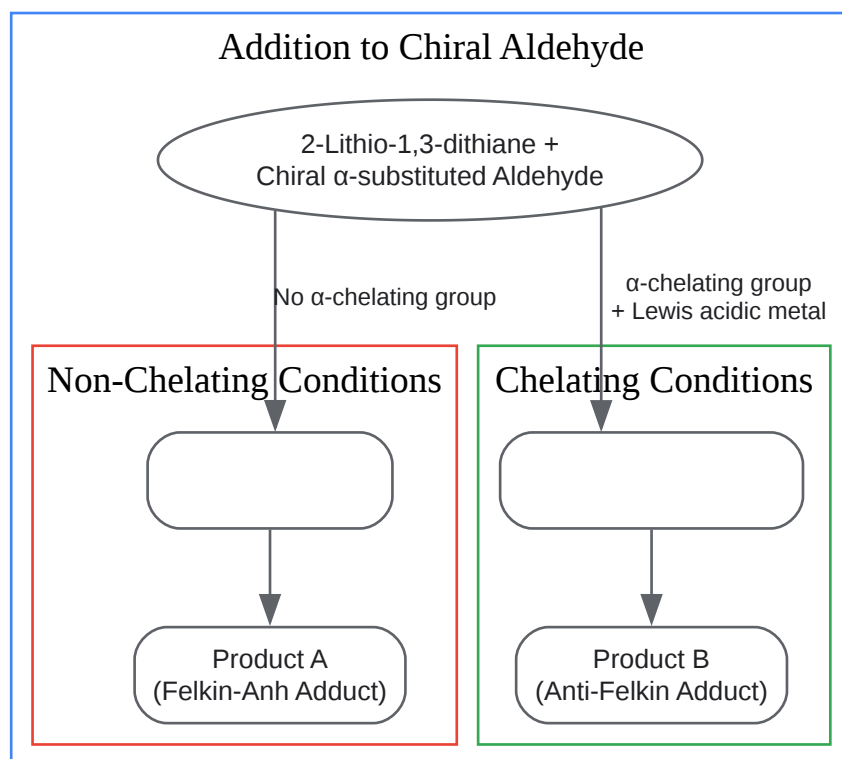 Addition to Chiral Aldehyde
2-Lithio-1,3-dithiane +
Chiral α-substituted Aldehyde
No α-chelating group
α-chelating group
+ Lewis acidic metal
Non-Chelating Conditions
Chelating Conditions
Product A
(Felkin-Anh Adduct)
Product B
(Anti-Felkin Adduct)